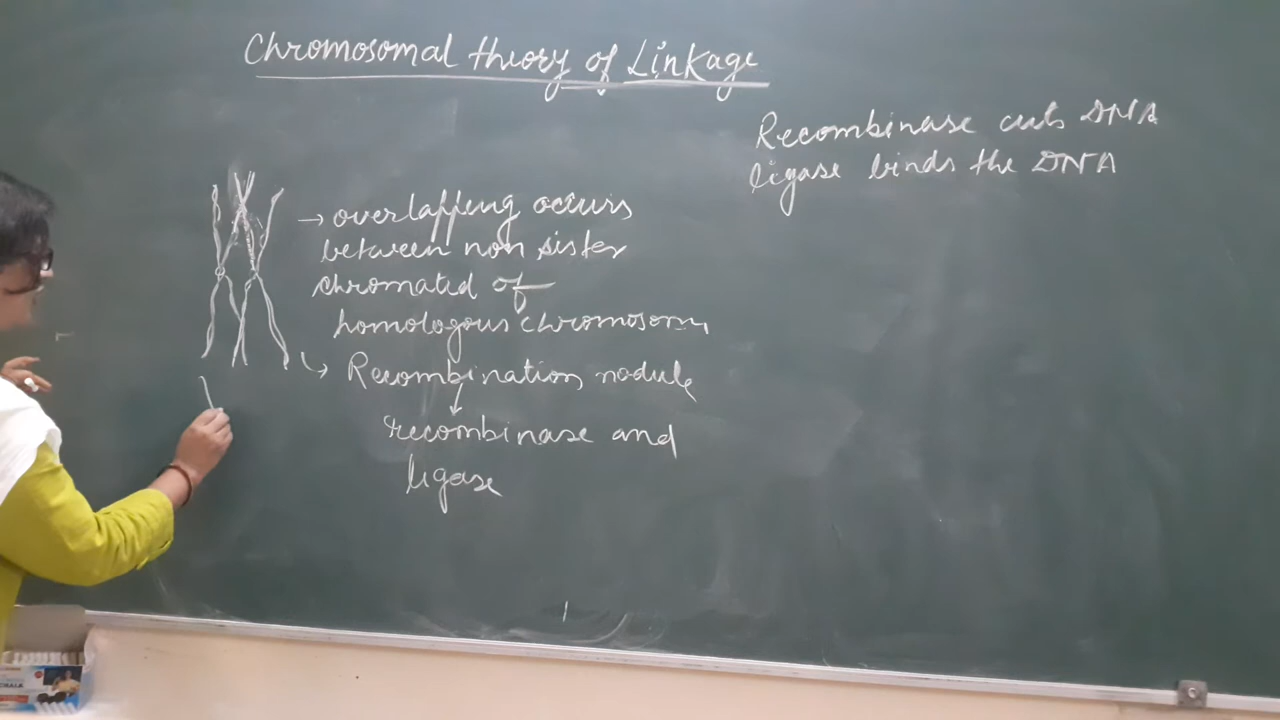 Chromosomal theory of Linkage
Recombinase cuts DNA
ligase binds the DNA
→ overlapping occurs
between non sister
chromatid of
homologous chromosom
↳ Recombination nodule
↓
recombinase and
ligase